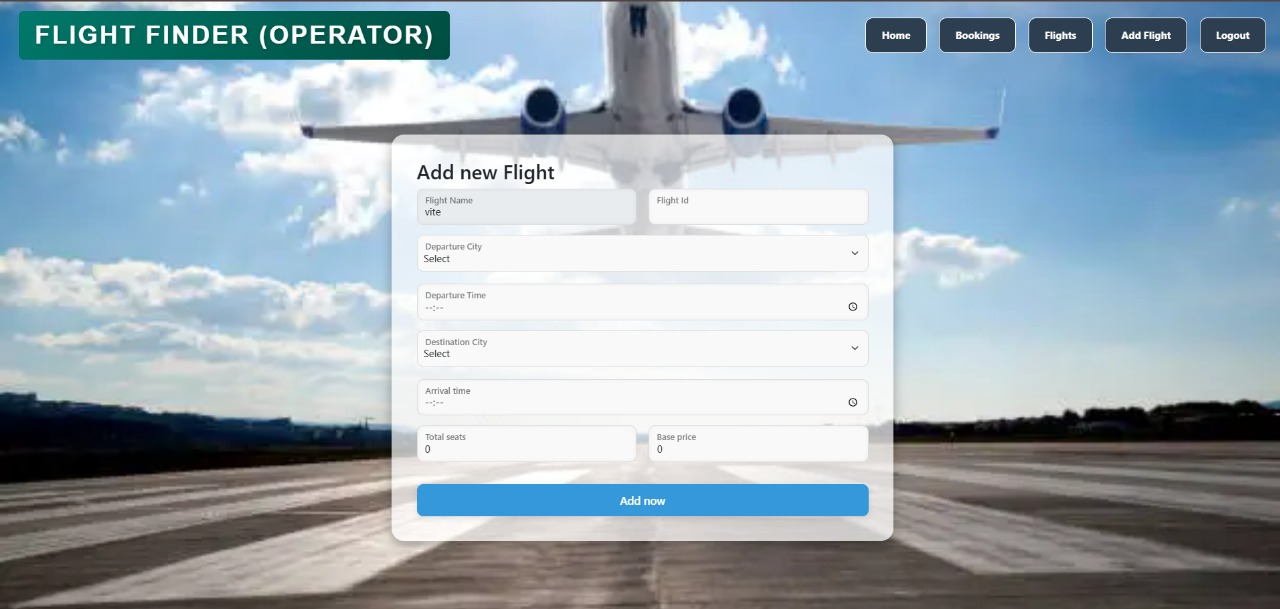 FLIGHT FINDER (OPERATOR)
Home
Bookings
Flights
Add Flight
Logout
Add new Flight
Flight Name
vite
Flight Id
Departure City
Select
Departure Time
--:--
Destination City
Select
Arrival time
--:--
Total seats
0
Base price
0
Add now